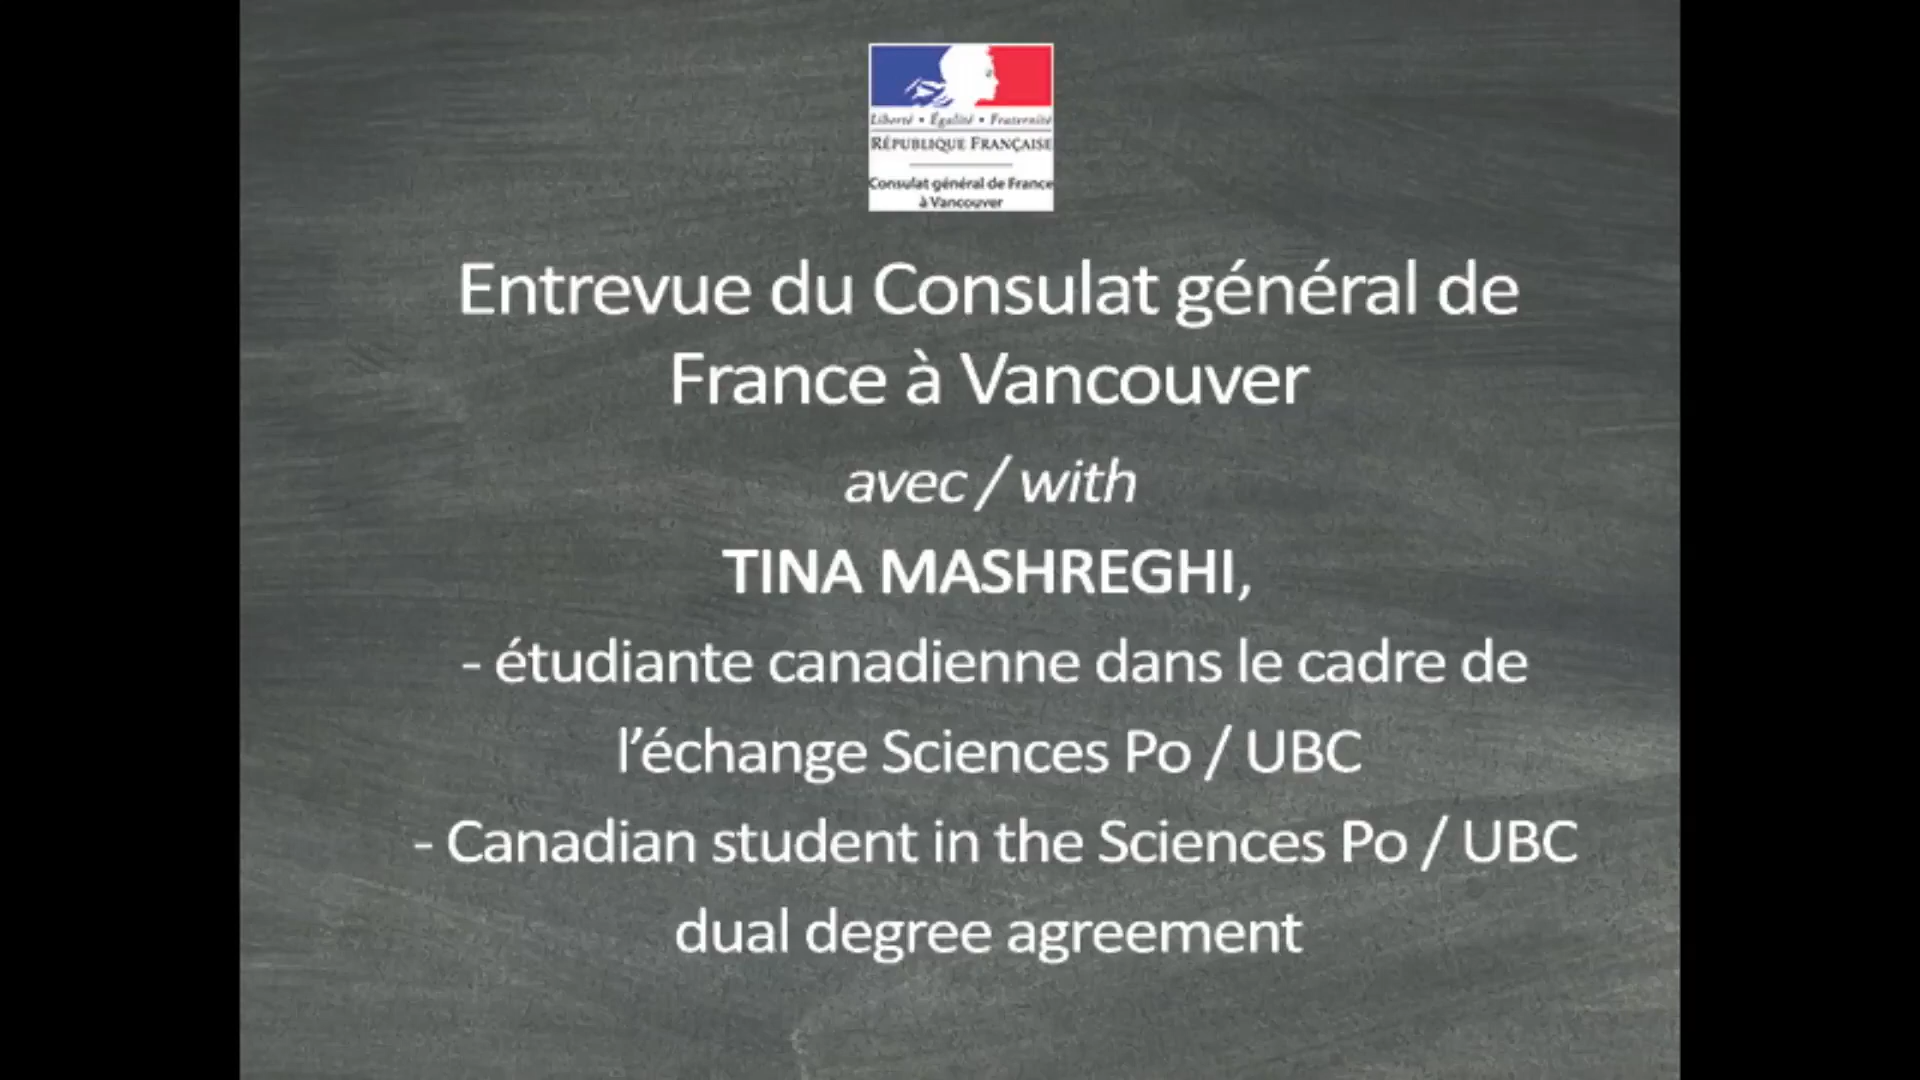 Liberté • Égalité • Fraternité
RÉPUBLIQUE FRANÇAISE
Consulat général de France
à Vancouver
Entrevue du Consulat général de
France à Vancouver
avec / with
TINA MASHREGHI,
- étudiante canadienne dans le cadre de
l’échange Sciences Po / UBC
- Canadian student in the Sciences Po / UBC
dual degree agreement